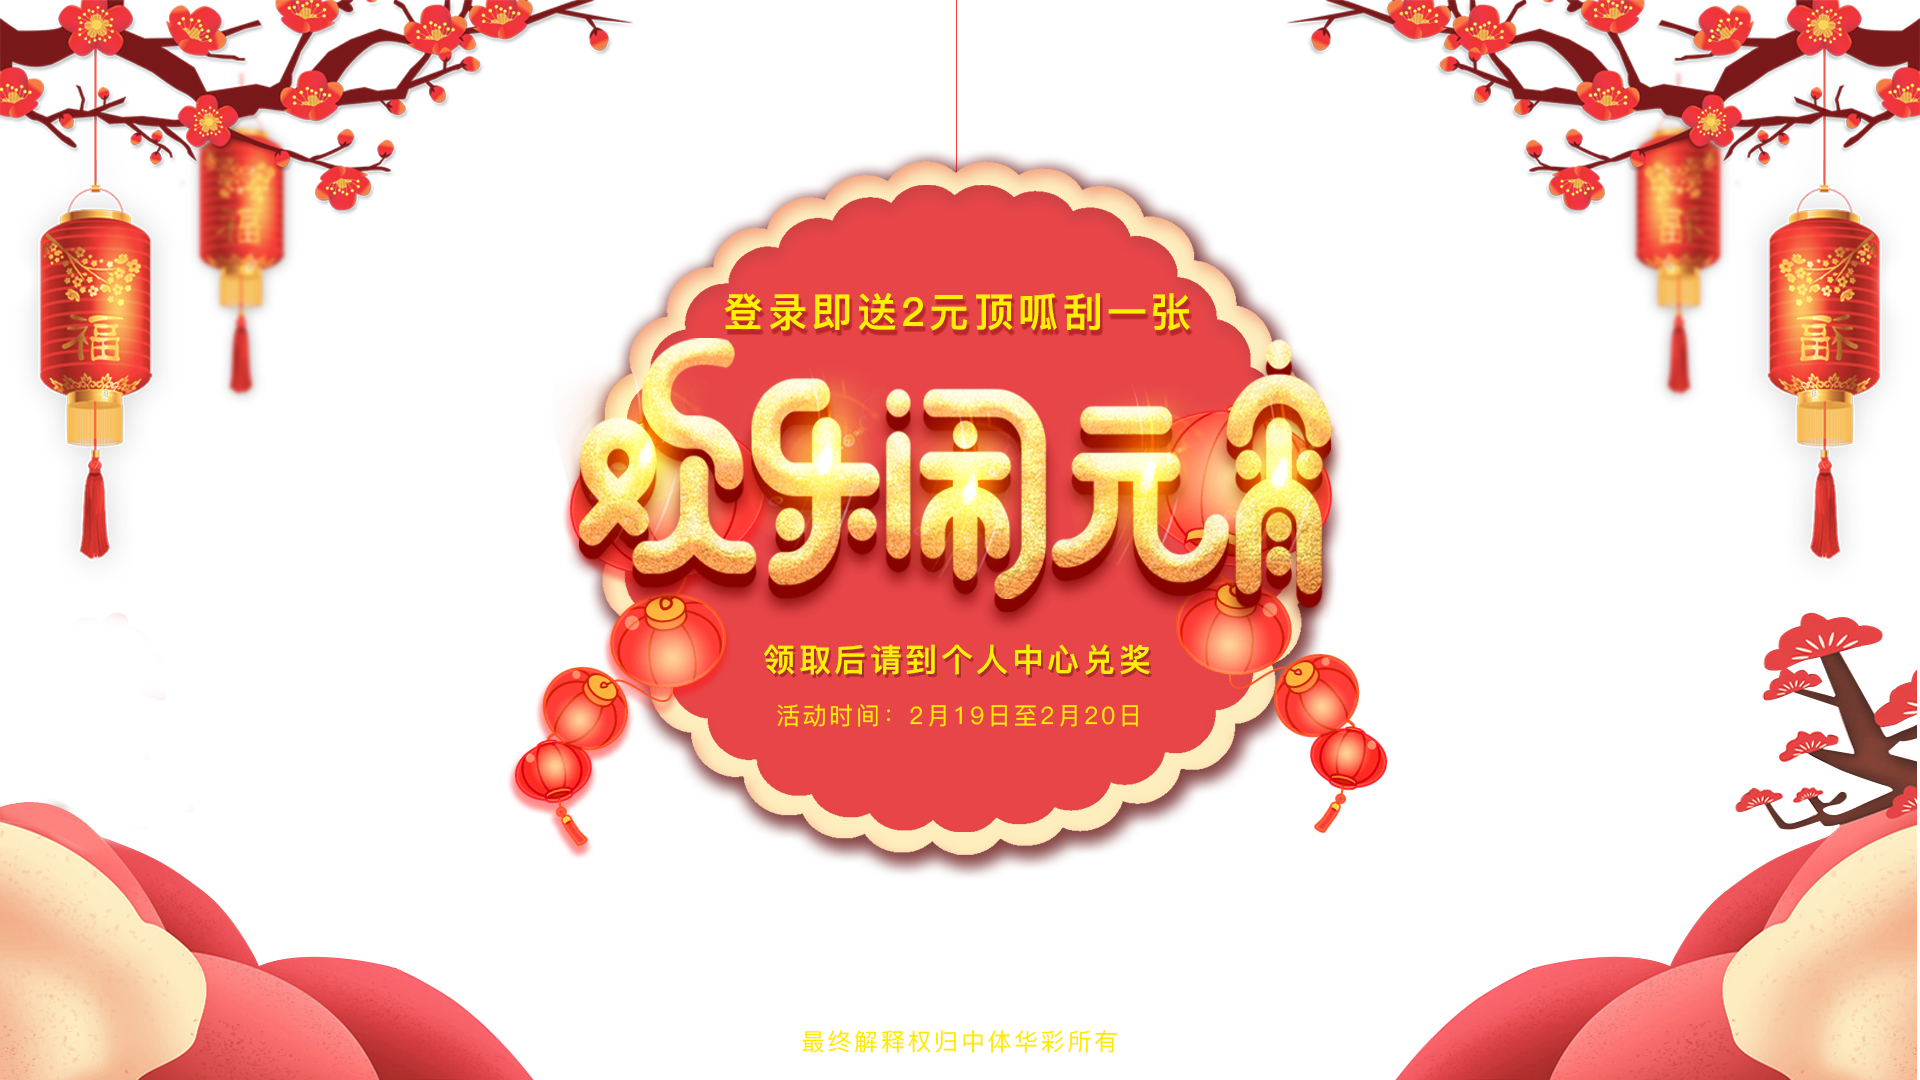 登录即送2元顶呱刮一张
欢乐闹元宵
领取后请到个人中心兑奖
活动时间：2月19日至2月20日
福
福
福
福
最终解释权归中体华彩所有